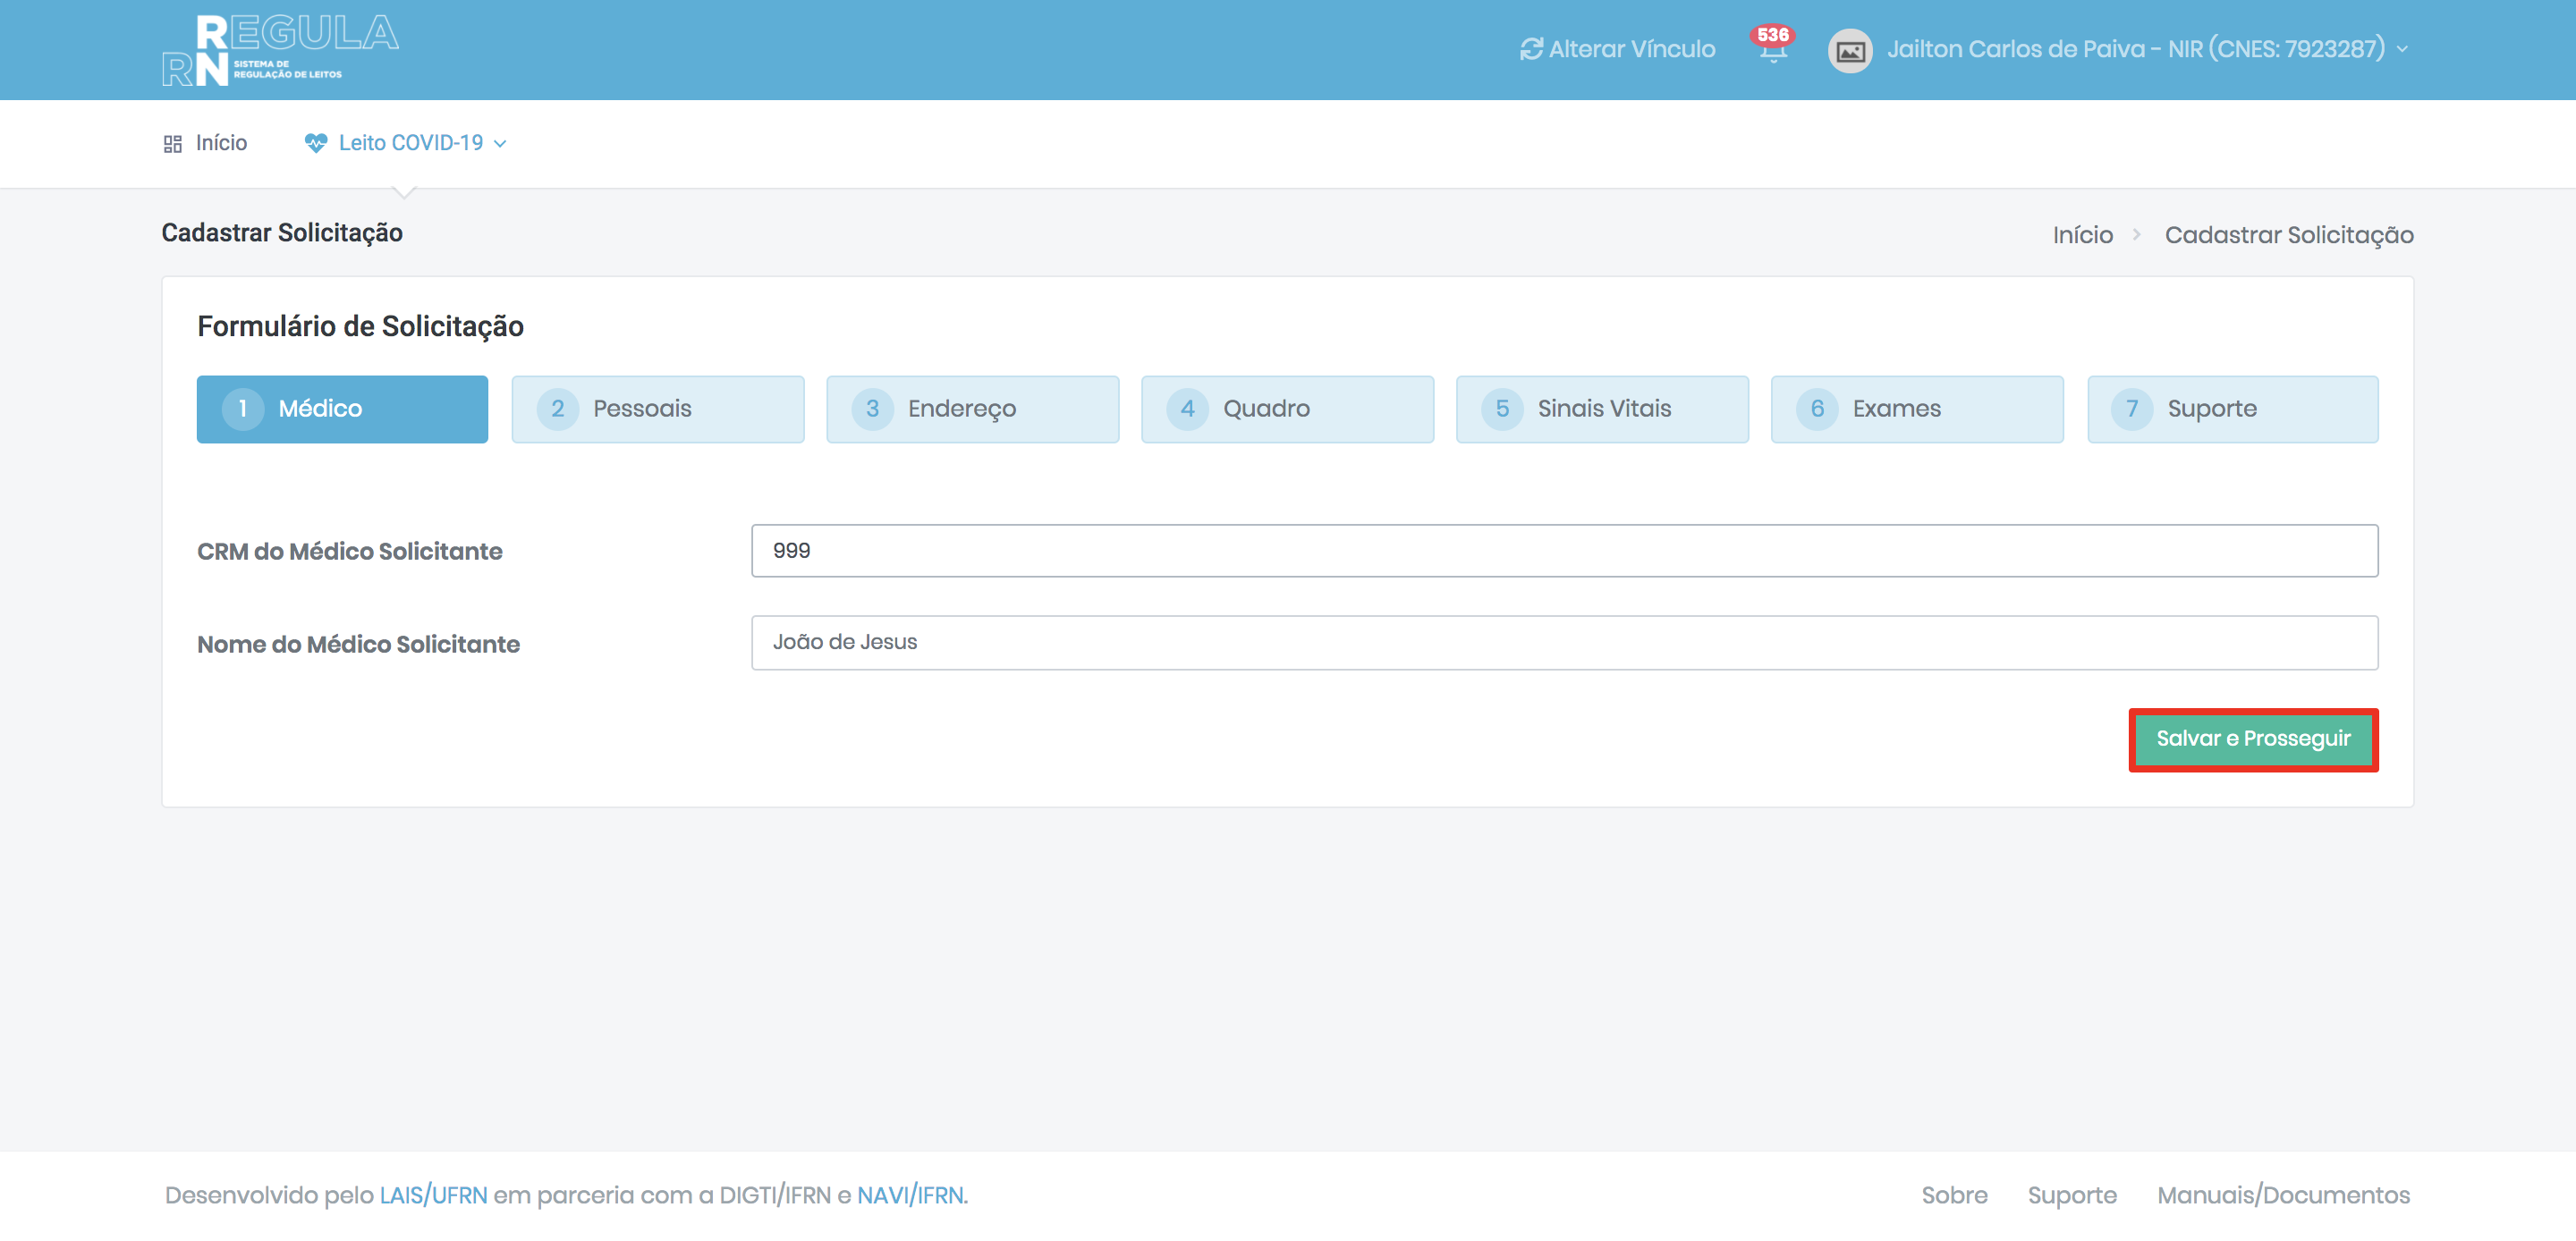 REGULA
RN SISTEMA DE
REGULAÇÃO DE LEITOS
Alterar Vínculo
536
Jailton Carlos de Paiva - NIR (CNES: 7923287)
Início
Leito COVID-19
Cadastrar Solicitação
Início > Cadastrar Solicitação
Formulário de Solicitação
1 Médico
2 Pessoais
3 Endereço
4 Quadro
5 Sinais Vitais
6 Exames
7 Suporte
CRM do Médico Solicitante
999
Nome do Médico Solicitante
João de Jesus
Salvar e Prosseguir
Desenvolvido pelo LAIS/UFRN em parceria com a DIGTI/IFRN e NAVI/IFRN.
Sobre
Suporte
Manuais/Documentos